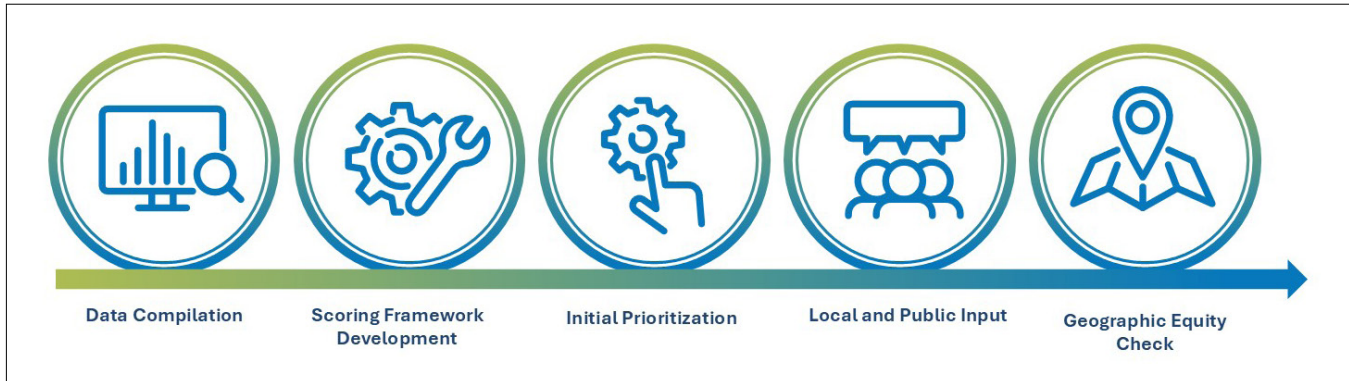 Data Compilation
Scoring Framework
Development
Initial Prioritization
Local and Public Input
Geographic Equity
Check